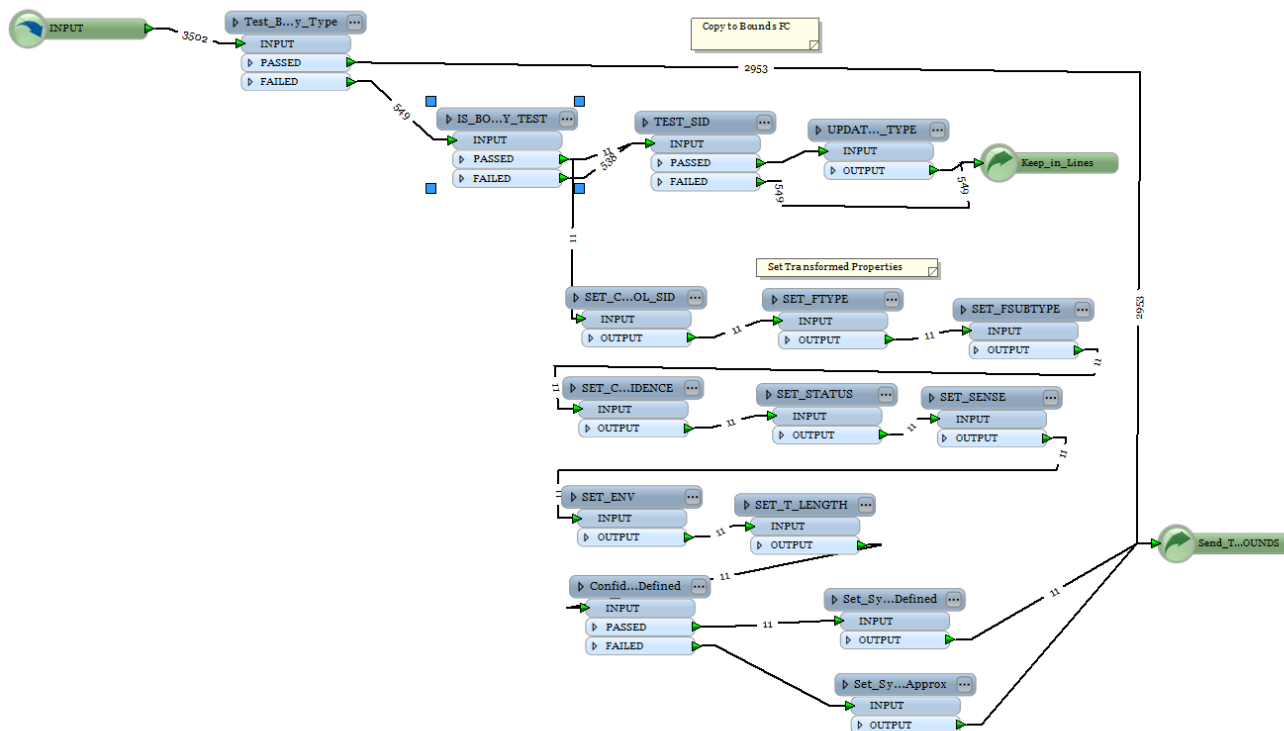 INPUT
3502
Test_B...y_Type
INPUT
PASSED
FAILED
Copy to Bounds FC
2953
549
IS_BO...Y_TEST
INPUT
PASSED
FAILED
11
538
TEST_SID
INPUT
PASSED
FAILED
UPDAT..._TYPE
INPUT
OUTPUT
549
549
Keep_in_Lines
11
Set Transformed Properties
2953
SET_C...OL_SID
INPUT
OUTPUT
11
SET_FTYPE
INPUT
OUTPUT
11
SET_FSUBTYPE
INPUT
OUTPUT
11
11
SET_C...IDENCE
INPUT
OUTPUT
11
SET_STATUS
INPUT
OUTPUT
11
SET_SENSE
INPUT
OUTPUT
11
11
SET_ENV
INPUT
OUTPUT
11
SET_T_LENGTH
INPUT
OUTPUT
11
Send_T...OUNDS
Confid...Defined
INPUT
PASSED
FAILED
11
Set_Sy...Defined
INPUT
OUTPUT
11
Set_Sy...Approx
INPUT
OUTPUT